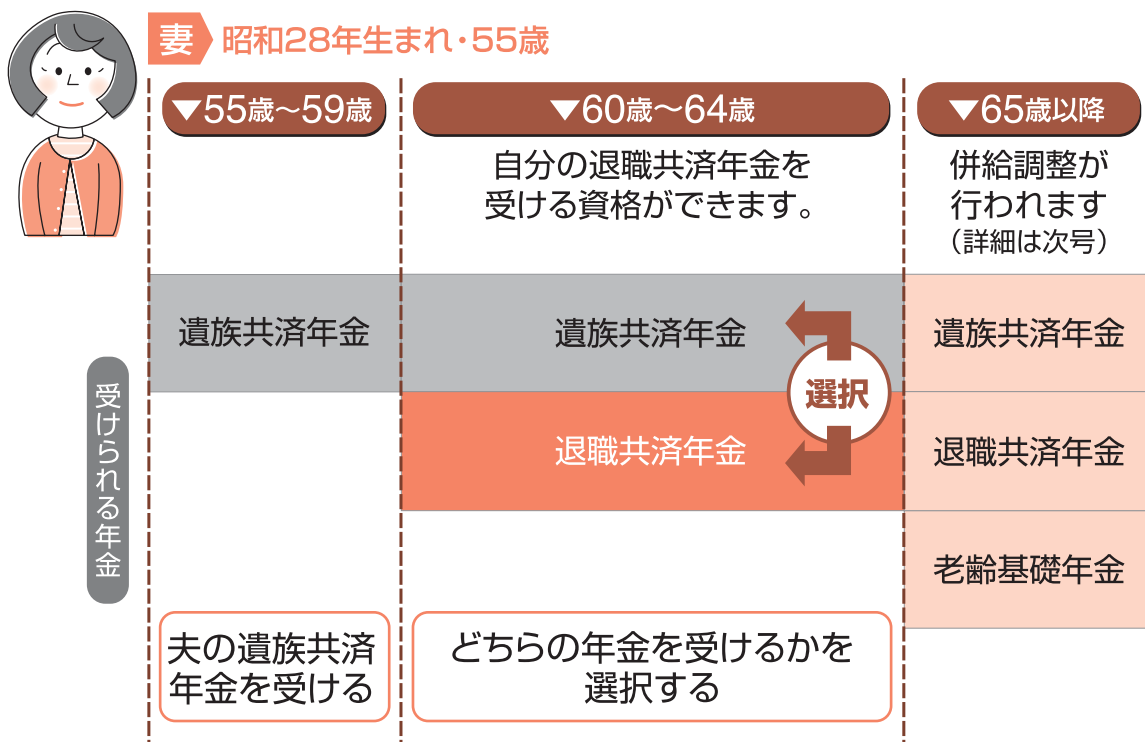 妻
昭和28年生まれ・55歳
▼55歳～59歳
▼60歳～64歳
▼65歳以降
自分の退職共済年金を
受ける資格ができます。
併給調整が
行われます
（詳細は次号）
受けられる年金
遺族共済年金
遺族共済年金
遺族共済年金
選択
退職共済年金
退職共済年金
老齢基礎年金
夫の遺族共済
年金を受ける
どちらの年金を受けるかを
選択する